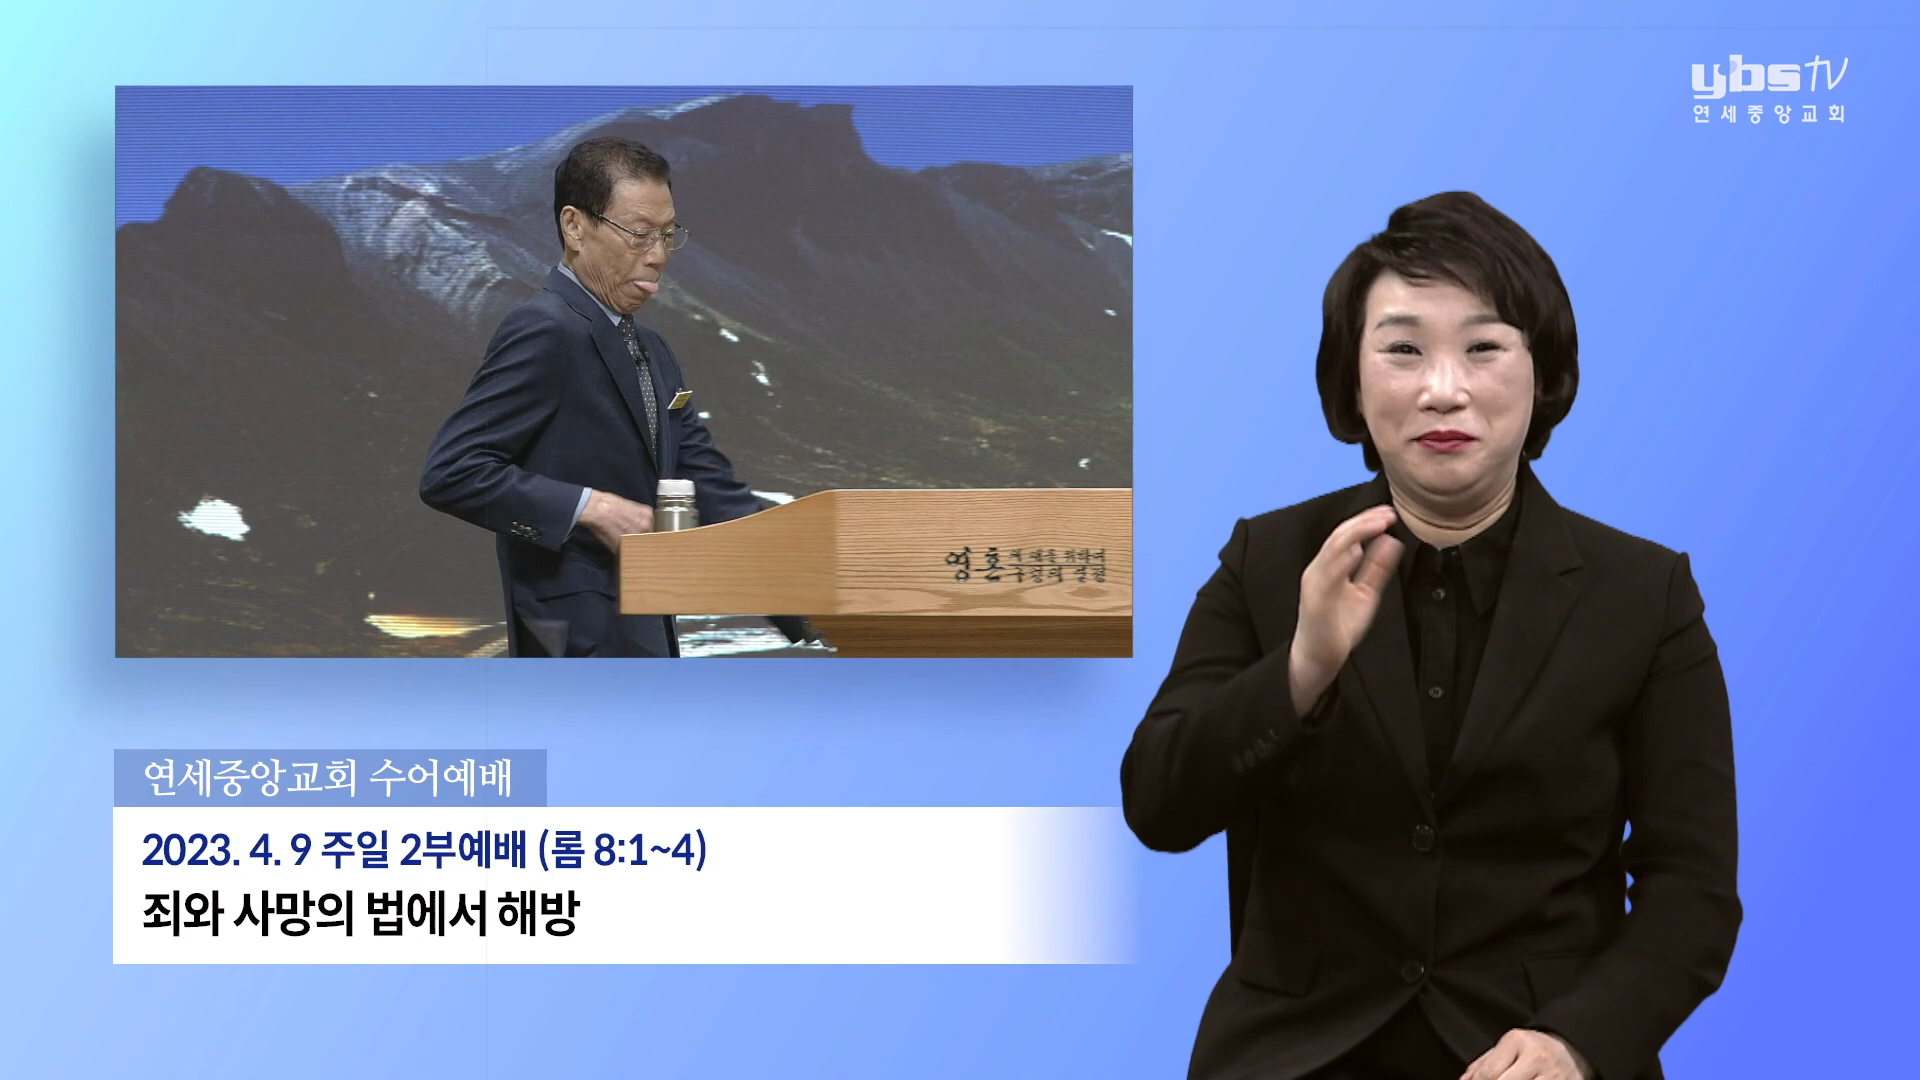 ybstv
연세중앙교회
영혼
연세중앙교회 수어예배
2023. 4. 9 주일 2부예배 (롬 8:1~4)
죄와 사망의 법에서 해방